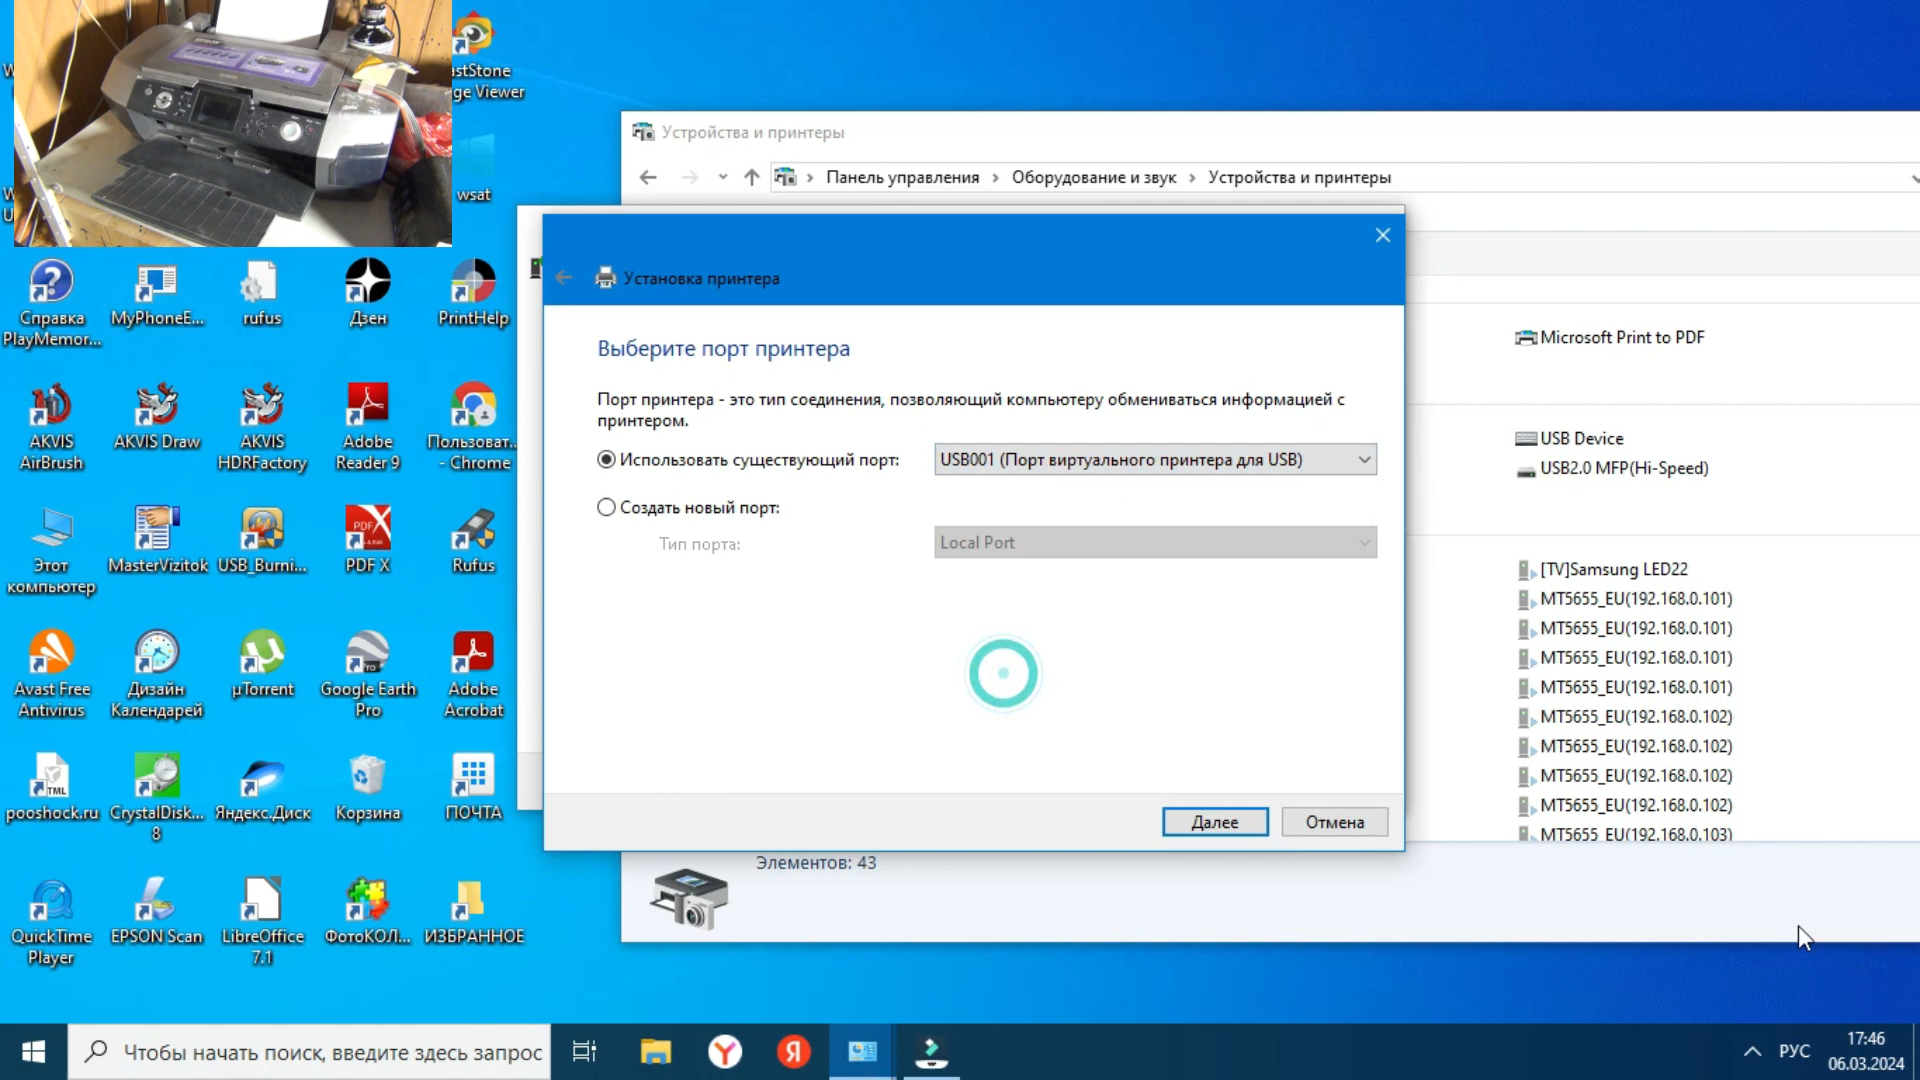 EPSON
astStone
ge Viewer
wsat
Справка
PlayMemor...
MyPhoneE...
rufus
Дзен
PrintHelp
AKVIS
AirBrush
AKVIS Draw
AKVIS
HDRFactory
Adobe
Reader 9
Пользоват...
- Chrome
Этот
компьютер
MasterVizitok
USB_Burni...
PDF X
Rufus
Avast Free
Antivirus
Дизайн
Календарей
µTorrent
Google Earth
Pro
Adobe
Acrobat
pooshock.ru
CrystalDisk...
8
Яндекс.Диск
Корзина
ПОЧТА
QuickTime
Player
EPSON Scan
LibreOffice
7.1
ФотоКОЛ...
ИЗБРАННОЕ
Устройства и принтеры
Панель управления › Оборудование и звук › Устройства и принтеры
Установка принтера
Выберите порт принтера
Порт принтера - это тип соединения, позволяющий компьютеру обмениваться информацией с
принтером.
Использовать существующий порт: USB001 (Порт виртуального принтера для USB)
Создать новый порт:
Тип порта: Local Port
Далее Отмена
Microsoft Print to PDF
USB Device
USB2.0 MFP(Hi-Speed)
[TV]Samsung LED22
MT5655_EU(192.168.0.101)
MT5655_EU(192.168.0.101)
MT5655_EU(192.168.0.101)
MT5655_EU(192.168.0.101)
MT5655_EU(192.168.0.102)
MT5655_EU(192.168.0.102)
MT5655_EU(192.168.0.102)
MT5655_EU(192.168.0.102)
MT5655_EU(192.168.0.103)
Элементов: 43
Чтобы начать поиск, введите здесь запрос
РУС
17:46
06.03.2024